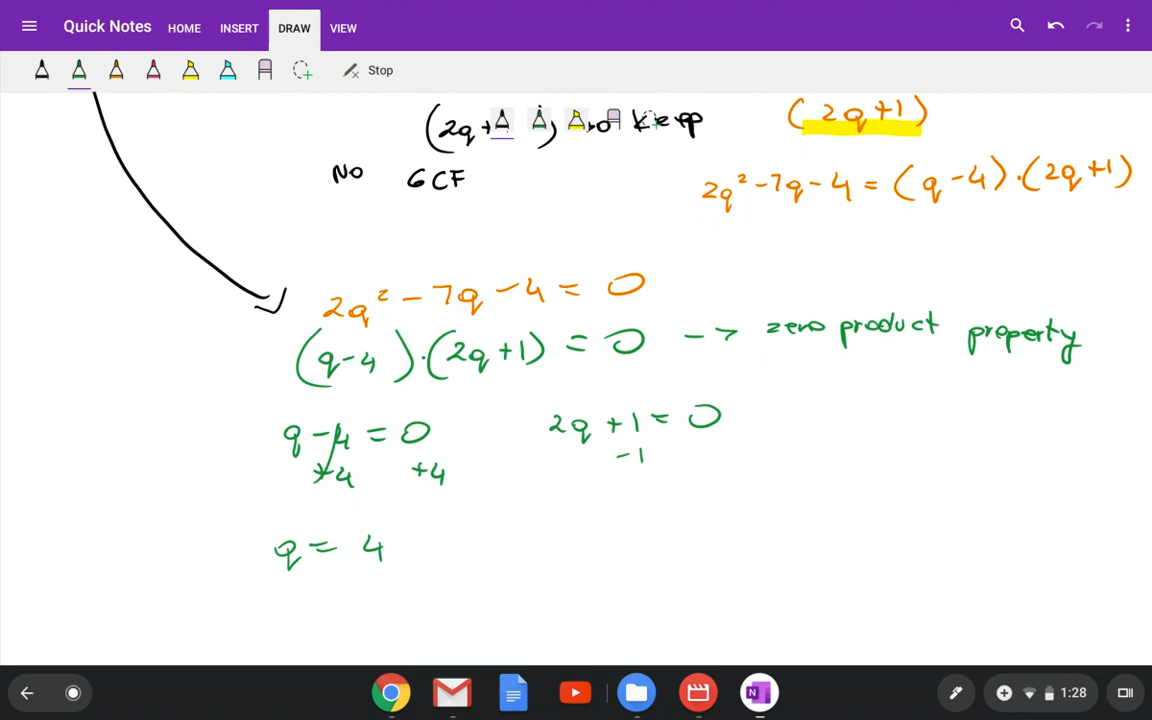 Quick Notes HOME INSERT DRAW VIEW
Stop
(2q+ ) no keep
(2q+1)
No GCF
2q² -7q - 4 = (q-4)·(2q+1)
2q² - 7q - 4 = 0
(q-4)·(2q+1) = 0 -> zero product property
q - 4 = 0 2q + 1 = 0
+4 +4 -1
q = 4
1:28